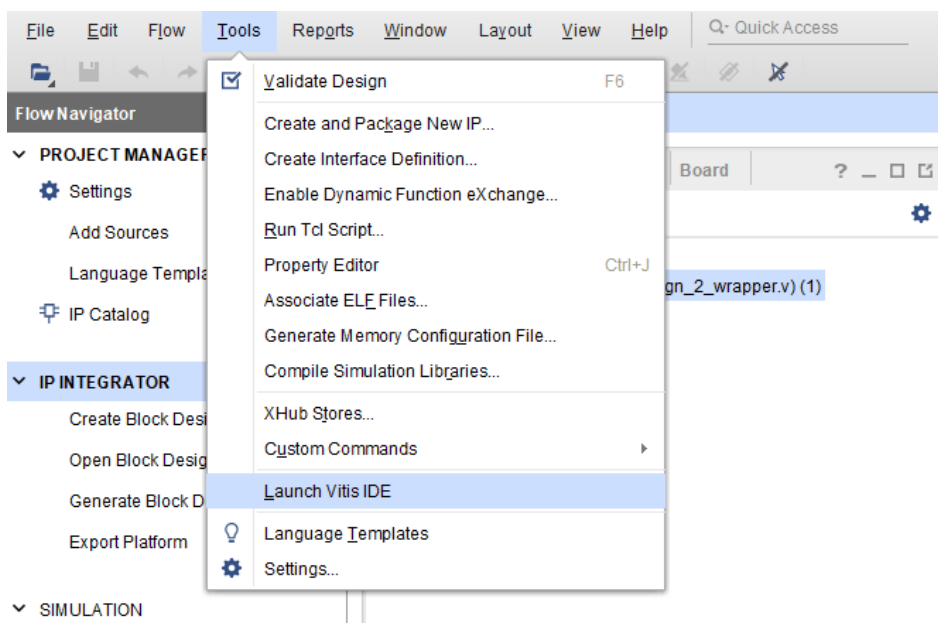 File Edit Flow Tools Reports Window Layout View Help Q- Quick Access
Flow Navigator
PROJECT MANAGER
Settings
Add Sources
Language Templa
IP Catalog
IP INTEGRATOR
Create Block Desi
Open Block Desig
Generate Block D
Export Platform
SIMULATION
Validate Design F6
Create and Package New IP...
Create Interface Definition...
Enable Dynamic Function eXchange...
Run Tcl Script...
Property Editor Ctrl+J
Associate ELF Files...
Generate Memory Configuration File...
Compile Simulation Libraries...
XHub Stores...
Custom Commands
Launch Vitis IDE
Language Templates
Settings...
Board ?
gn_2_wrapper.v) (1)